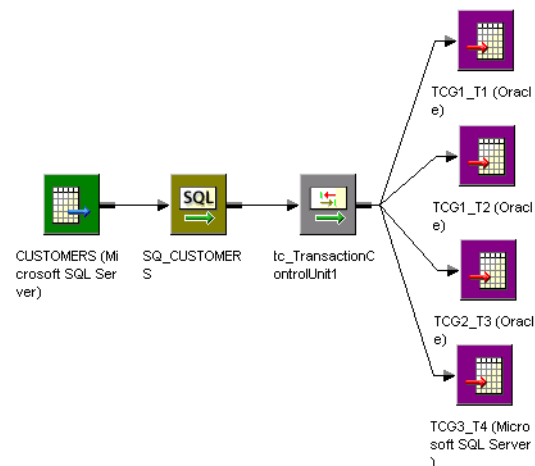 TCG1_T1 (Oracl
e)
TCG1_T2 (Oracl
e)
SQL
CUSTOMERS (Mi
crosoft SQL Ser
ver)
SQ_CUSTOMER
S
tc_TransactionC
ontrolUnit1
TCG2_T3 (Oracl
e)
TCG3_T4 (Micro
soft SQL Server
)